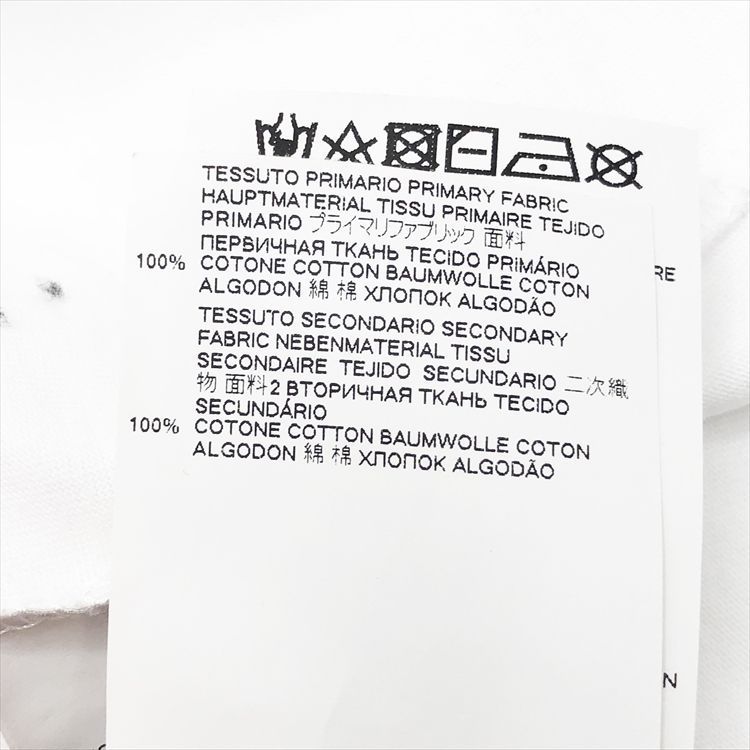 TESSUTO PRIMARIO PRIMARY FABRIC
HAUPTMATERIAL TISSU PRIMAIRE TEJIDO
PRIMARIO プライマリファブリック 面料
ПЕРВИЧНАЯ ТКАНЬ TECIDO PRIMÁRIO
100% COTONE COTTON BAUMWOLLE COTON
ALGODON 綿 棉 ХЛОПОК ALGODÃO
TESSUTO SECONDARIO SECONDARY
FABRIC NEBENMATERIAL TISSU
SECONDAIRE TEJIDO SECUNDARIO 二次織
物 面料2 ВТОРИЧНАЯ ТКАНЬ TECIDO
SECUNDÁRIO
100% COTONE COTTON BAUMWOLLE COTON
ALGODON 綿 棉 ХЛОПОК ALGODÃO
RE
N